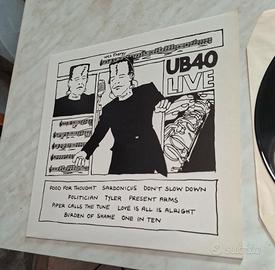 UB40
LIVE
FOOD FOR THOUGHT SARDONICUS DON'T SLOW DOWN
POLITICIAN TYLER PRESENT ARMS
PIPER CALLS THE TUNE LOVE IS ALL IS ALRIGHT
BURDEN OF SHAME ONE IN TEN
subito